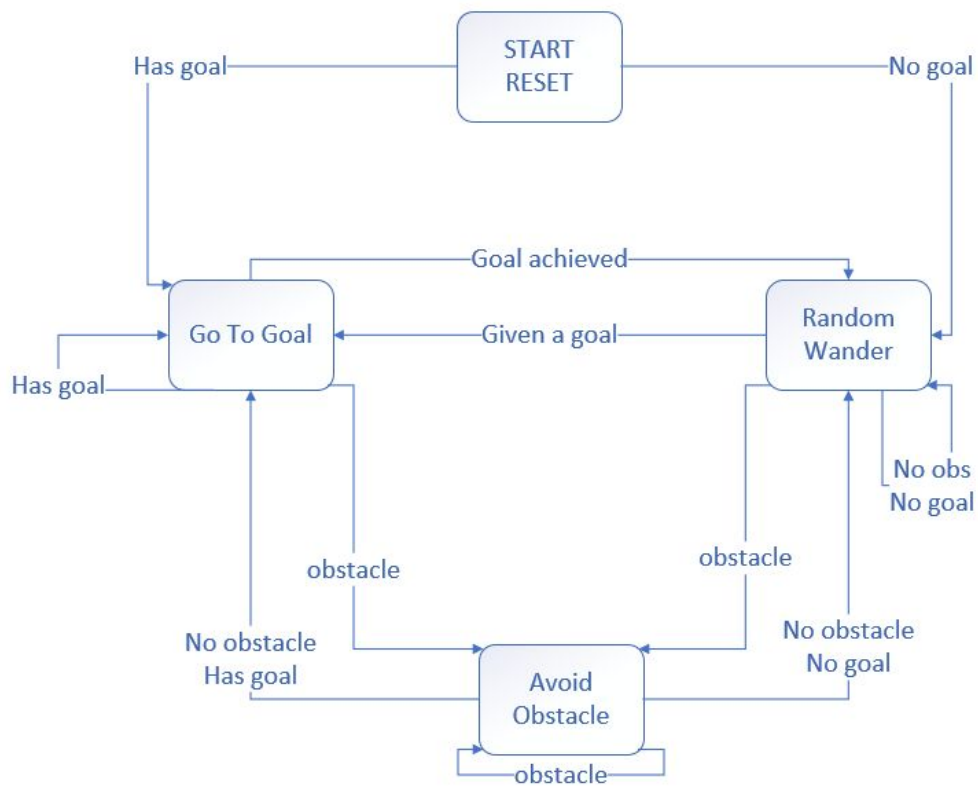 START
RESET
Has goal
No goal
Goal achieved
Go To Goal
Given a goal
Random
Wander
Has goal
No obs
No goal
obstacle
obstacle
No obstacle
Has goal
No obstacle
No goal
Avoid
Obstacle
obstacle